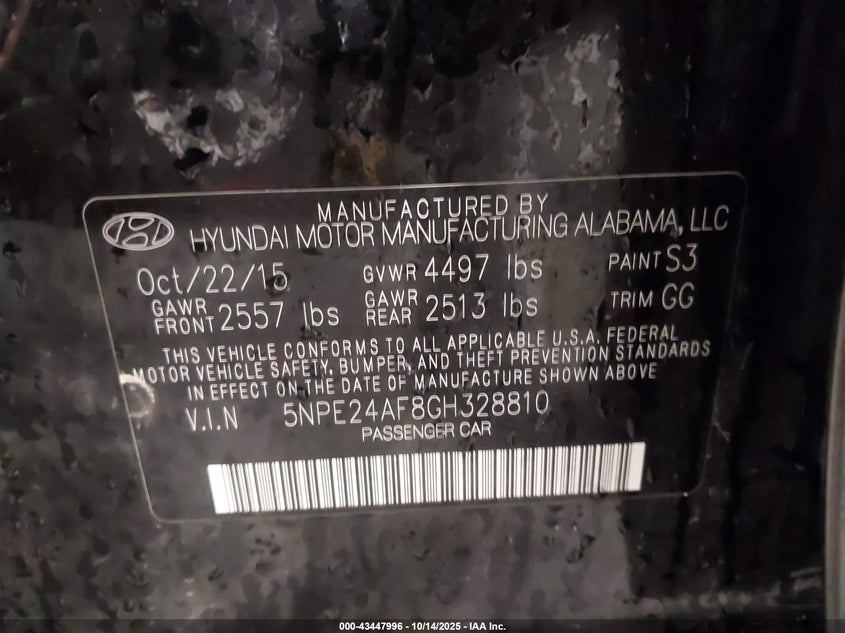 MANUFACTURED BY
HYUNDAI MOTOR MANUFACTURING ALABAMA, LLC
Oct/22/15 GVWR 4497 lbs PAINT S3
GAWR FRONT 2557 lbs GAWR REAR 2513 lbs TRIM GG
THIS VEHICLE CONFORMS TO ALL APPLICABLE U.S.A. FEDERAL
MOTOR VEHICLE SAFETY, BUMPER, AND THEFT PREVENTION STANDARDS
IN EFFECT ON THE DATE OF MANUFACTURE SHOWN ABOVE
V.I.N 5NPE24AF8GH328810
PASSENGER CAR
000-43447996 - 10/14/2025 - IAA Inc.